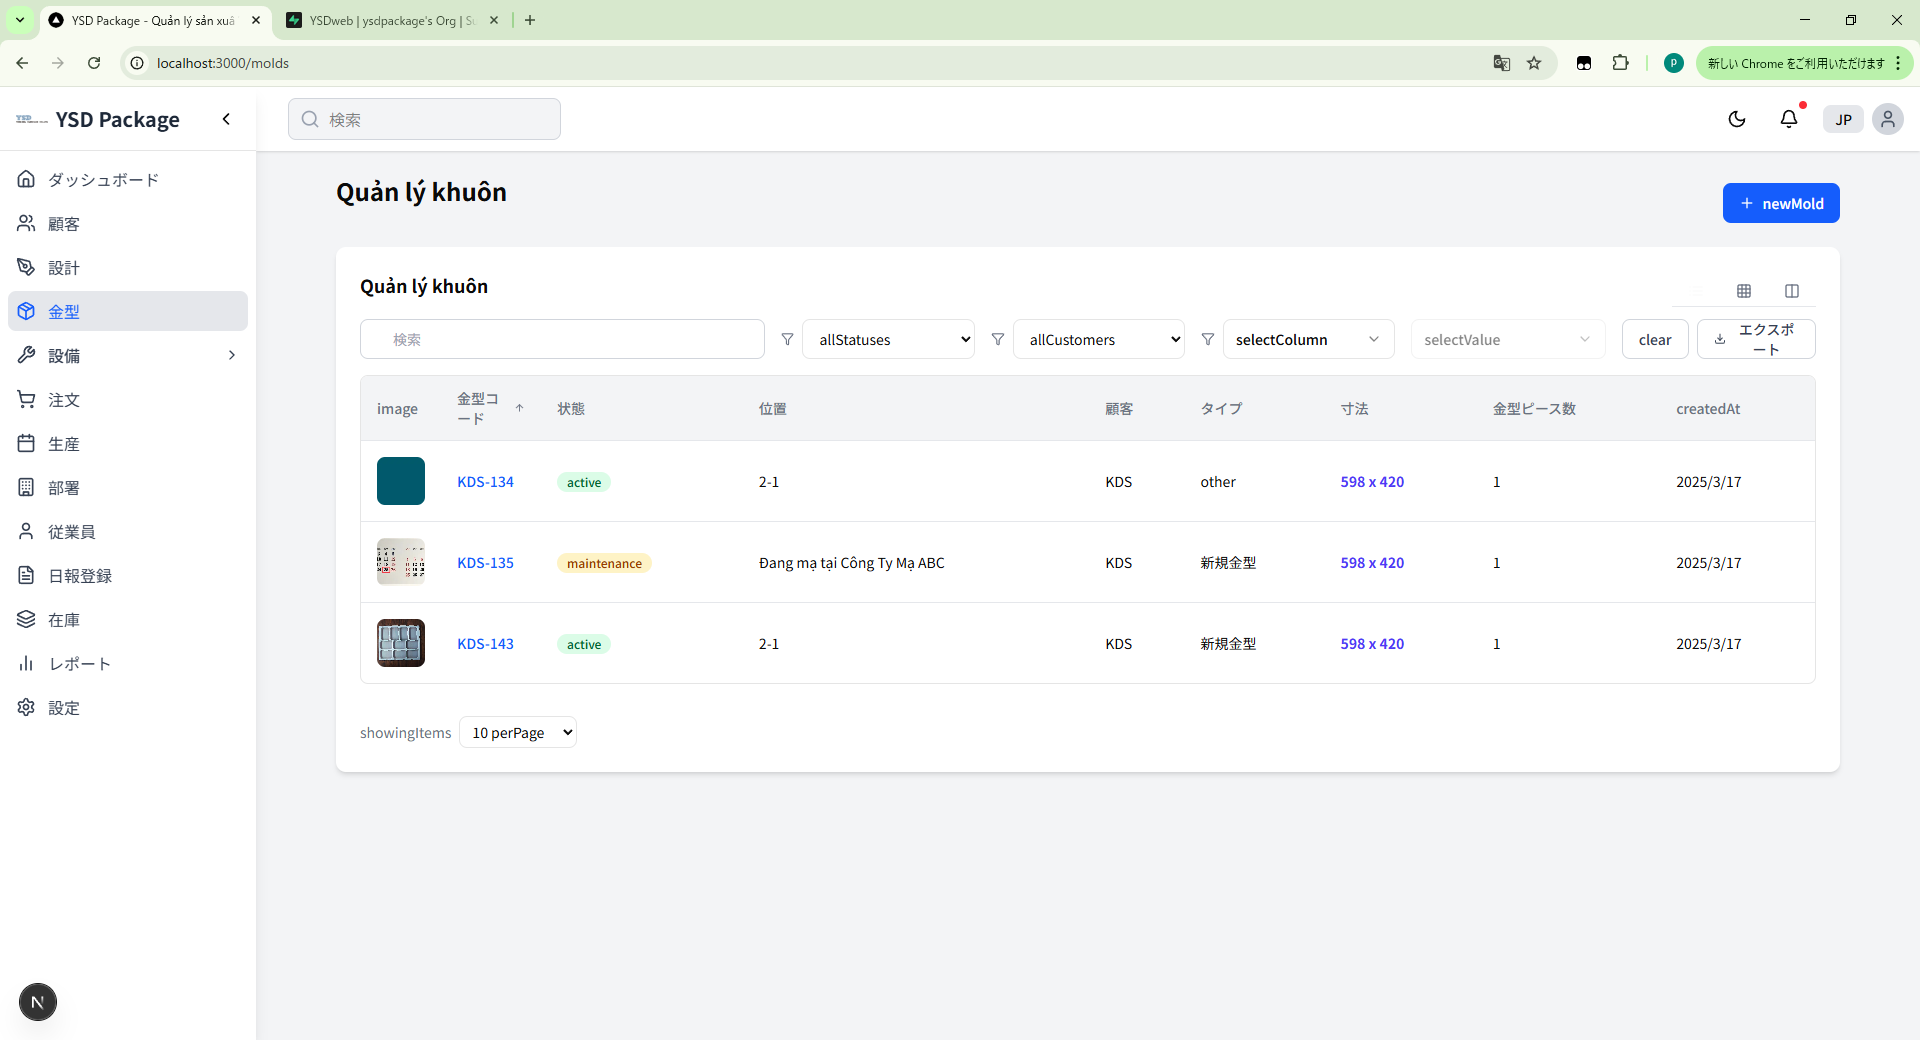 YSD Package - Quản lý sản xuấ
YSDweb | ysdpackage's Org | Su
localhost:3000/molds
P
新しい Chrome をご利用いただけます
YSD
YSD Package
検索
JP
ダッシュボード
顧客
設計
金型
設備
注文
生産
部署
従業員
日報登録
在庫
レポート
設定
N
Quản lý khuôn
newMold
Quản lý khuôn
検索
allStatuses
allCustomers
selectColumn
selectValue
clear
エクスポ
ート
image
金型コ
ード
状態
位置
顧客
タイプ
寸法
金型ピース数
createdAt
KDS-134
active
2-1
KDS
other
598 x 420
1
2025/3/17
KDS-135
maintenance
Đang mạ tại Công Ty Mạ ABC
KDS
新規金型
598 x 420
1
2025/3/17
KDS-143
active
2-1
KDS
新規金型
598 x 420
1
2025/3/17
showingItems
10 perPage